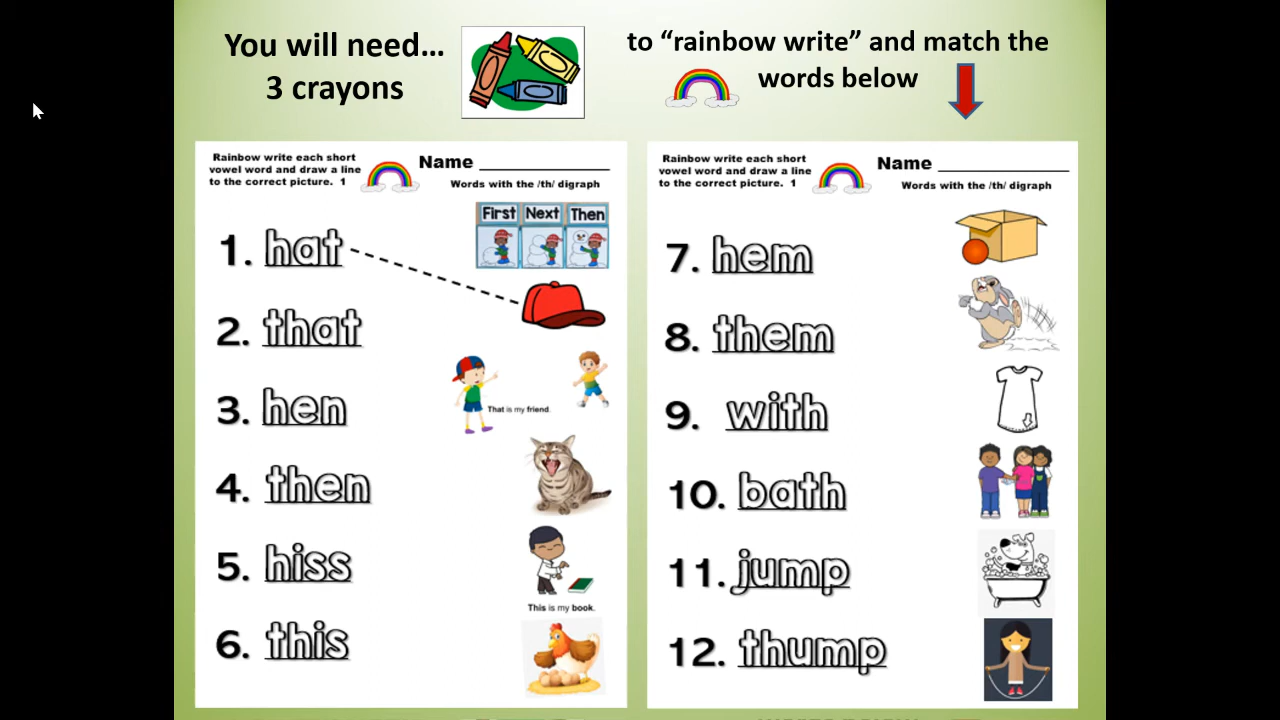 You will need…
3 crayons
to “rainbow write” and match the
words below
Rainbow write each short
vowel word and draw a line
to the correct picture. 1
Name ______________
Words with the /th/ digraph
First Next Then
1. hat
2. that
3. hen
That is my friend.
4. then
5. hiss
This is my book.
6. this
Rainbow write each short
vowel word and draw a line
to the correct picture. 1
Name ______________
Words with the /th/ digraph
7. hem
8. them
9. with
10. bath
11. jump
12. thump